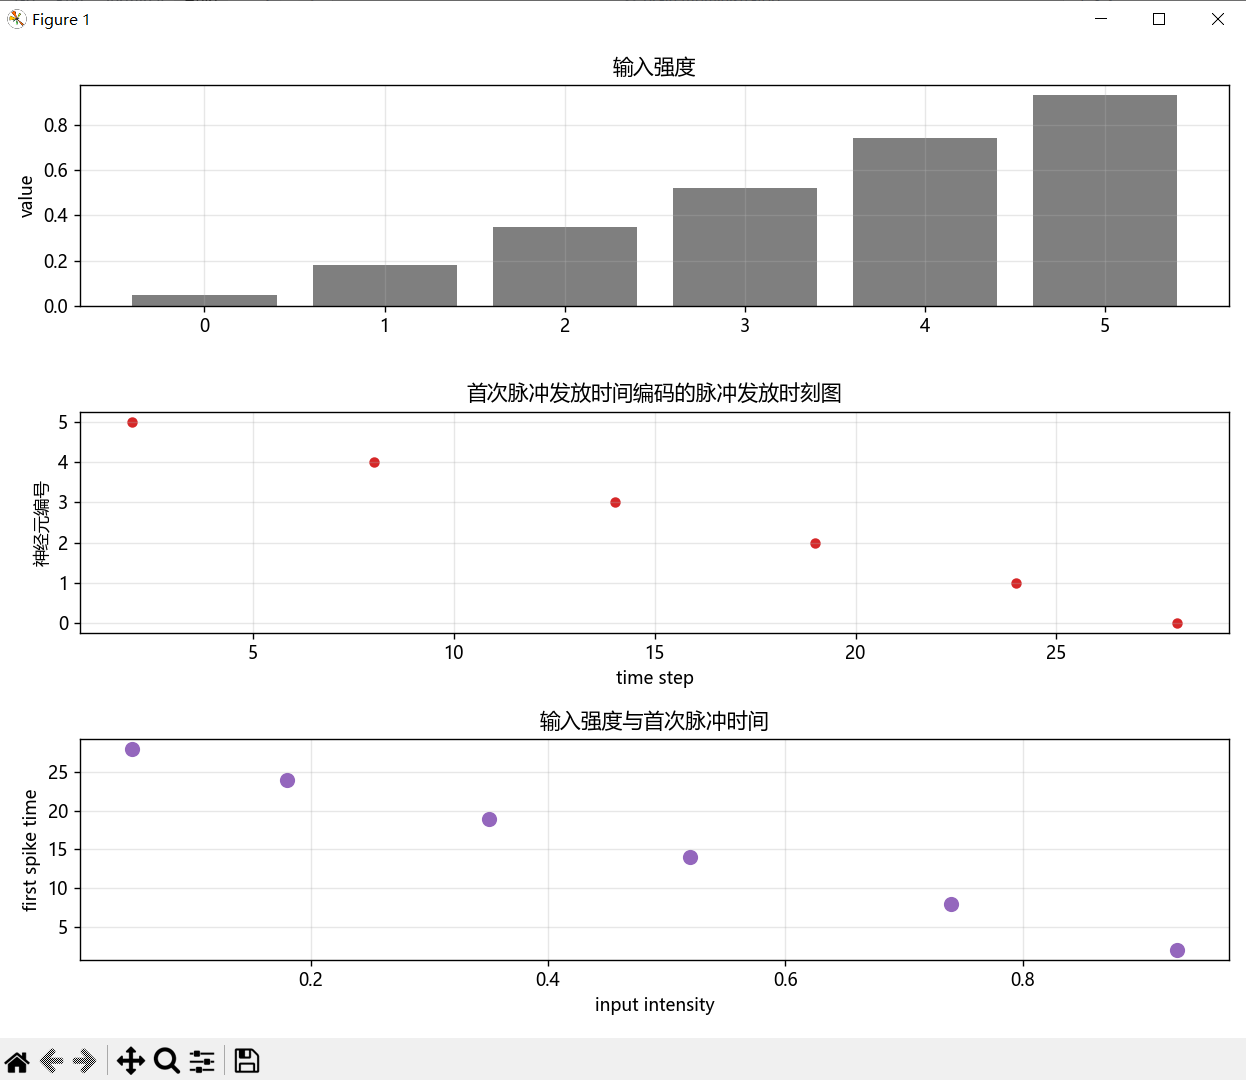 Figure 1
输入强度
value
0.8
0.6
0.4
0.2
0.0
0 1 2 3 4 5
首次脉冲发放时间编码的脉冲发放时刻图
神经元编号
5
4
3
2
1
0
5 10 15 20 25
time step
输入强度与首次脉冲时间
first spike time
25
20
15
10
5
0.2 0.4 0.6 0.8
input intensity